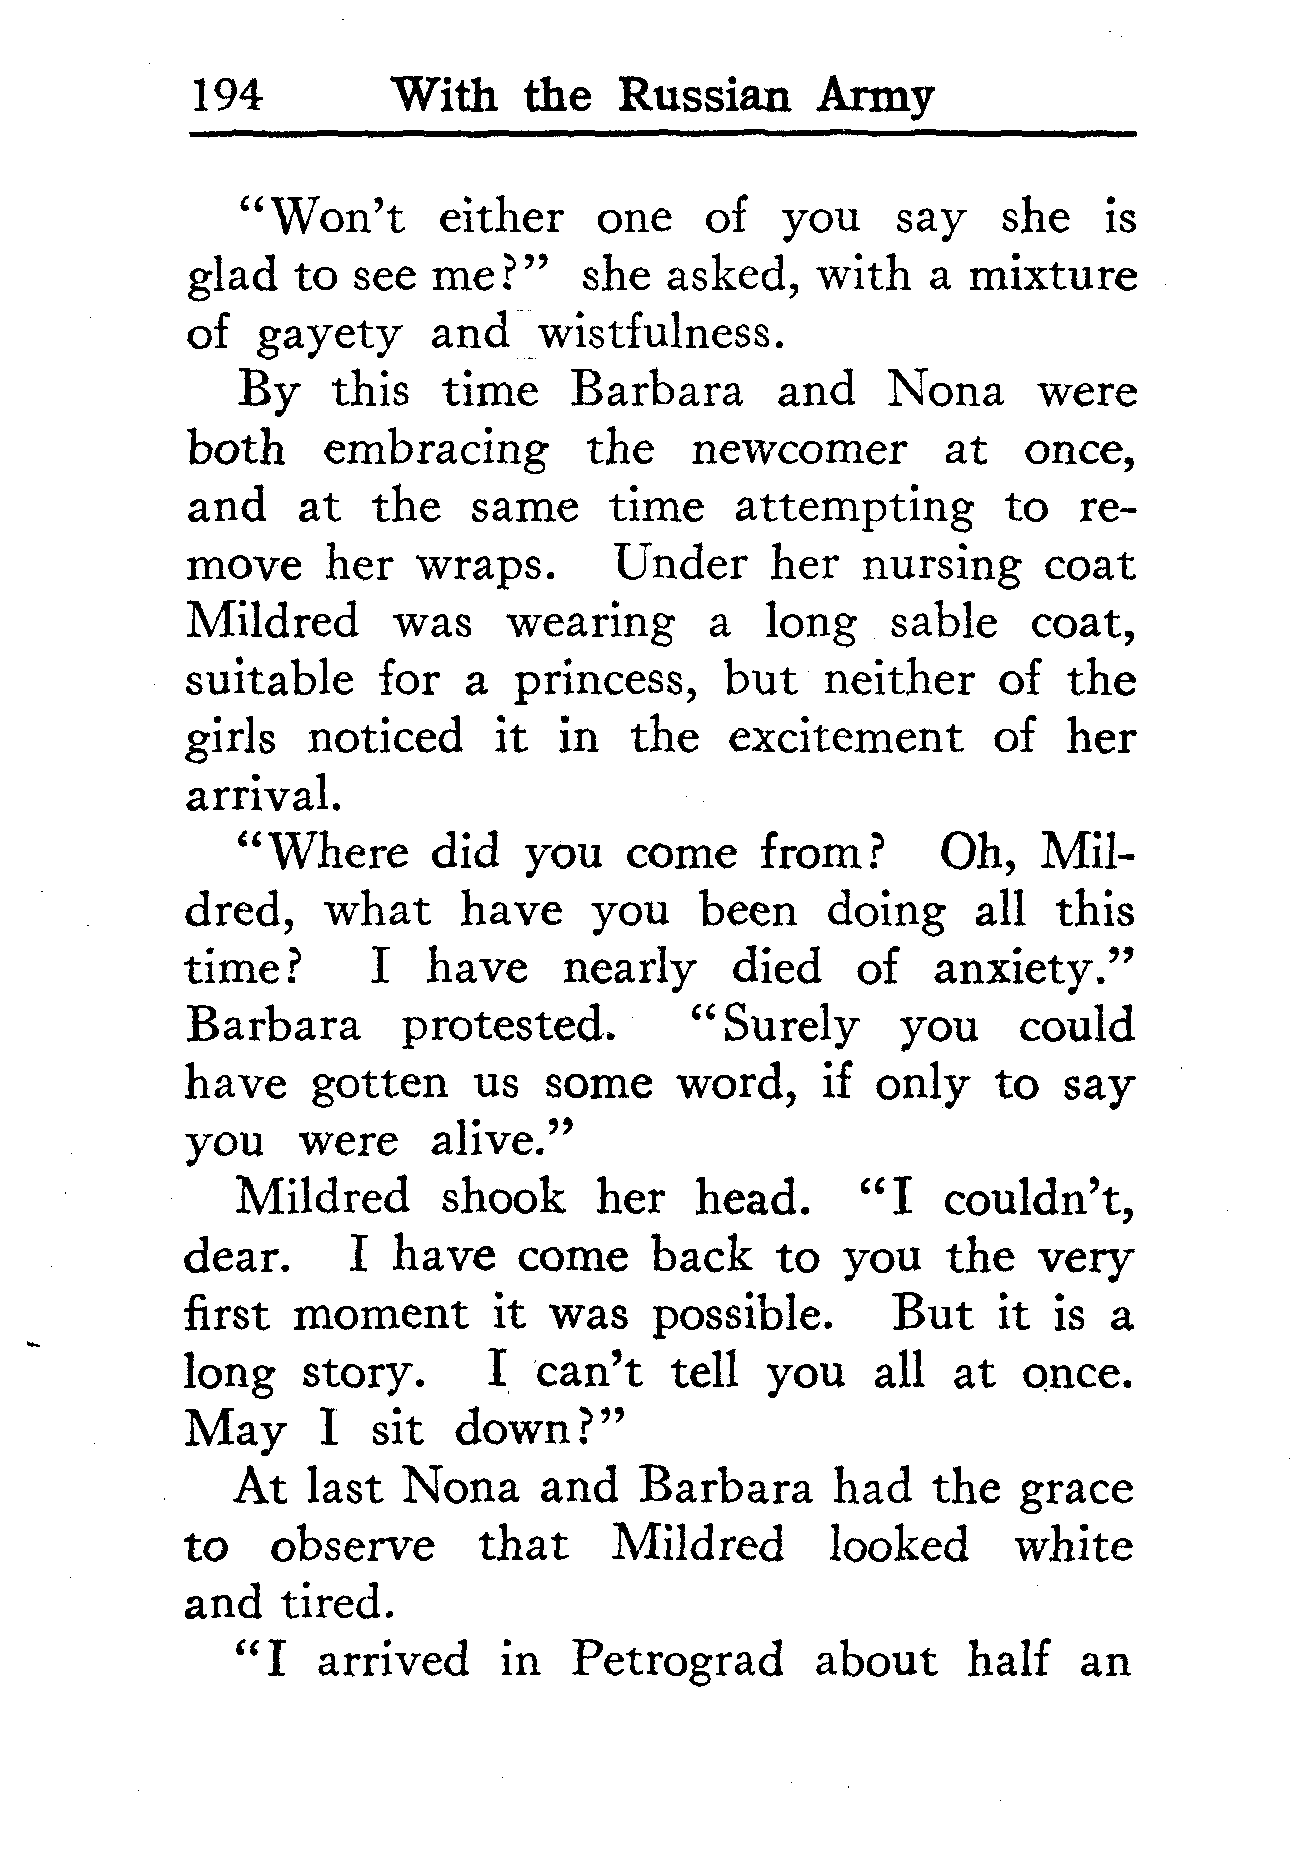 194 With the Russian Army
“Won’t either one of you say she is
glad to see me?” she asked, with a mixture
of gayety and wistfulness.
By this time Barbara and Nona were
both embracing the newcomer at once,
and at the same time attempting to re-
move her wraps. Under her nursing coat
Mildred was wearing a long sable coat,
suitable for a princess, but neither of the
girls noticed it in the excitement of her
arrival.
“Where did you come from? Oh, Mil-
dred, what have you been doing all this
time? I have nearly died of anxiety.”
Barbara protested. “Surely you could
have gotten us some word, if only to say
you were alive.”
Mildred shook her head. “I couldn’t,
dear. I have come back to you the very
first moment it was possible. But it is a
long story. I can’t tell you all at once.
May I sit down?”
At last Nona and Barbara had the grace
to observe that Mildred looked white
and tired.
“I arrived in Petrograd about half an